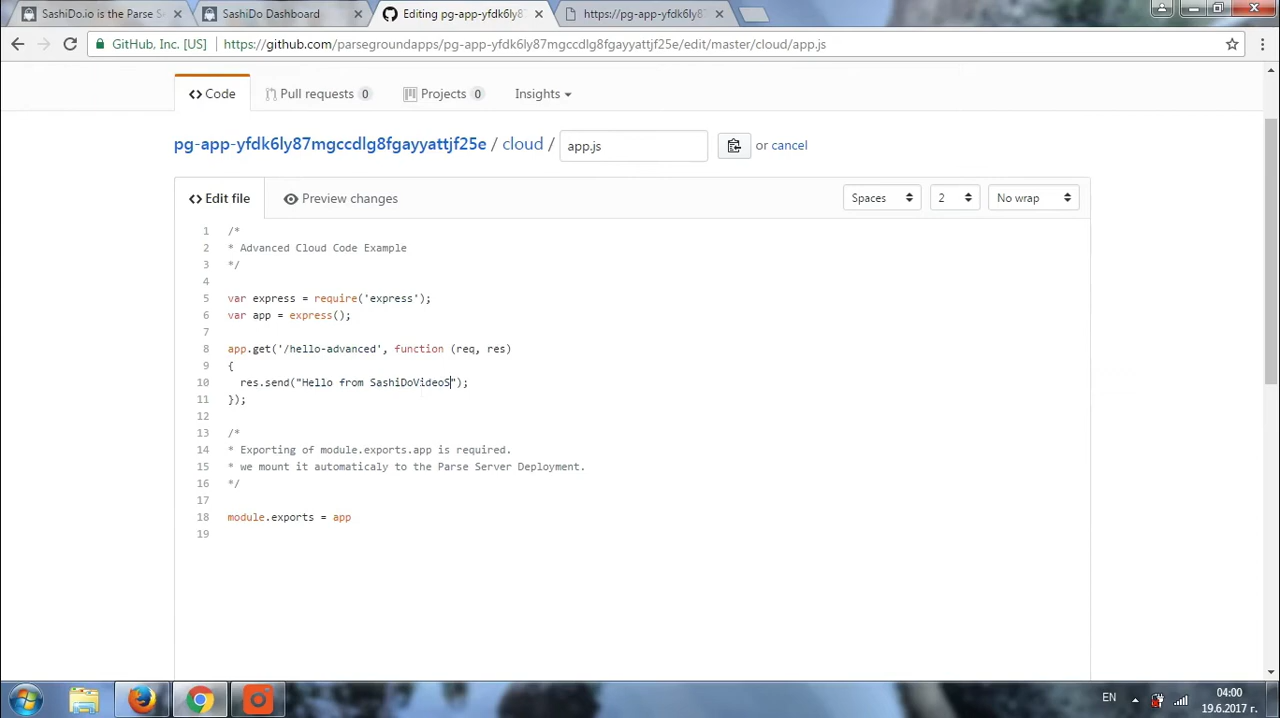 SashiDo.io is the Parse S
SashiDo Dashboard
Editing pg-app-yfdk6ly8
https://pg-app-yfdk6ly8
GitHub, Inc. [US]
https://github.com/parsegroundapps/pg-app-yfdk6ly87mgccdlg8fgayyattjf25e/edit/master/cloud/app.js
Code
Pull requests 0
Projects 0
Insights
pg-app-yfdk6ly87mgccdlg8fgayyattjf25e / cloud / app.js or cancel
Edit file
Preview changes
Spaces
2
No wrap
1 /*
2 * Advanced Cloud Code Example
3 */
4
5 var express = require('express');
6 var app = express();
7
8 app.get('/hello-advanced', function (req, res)
9 {
10 res.send("Hello from SashiDoVideoS");
11 });
12
13 /*
14 * Exporting of module.exports.app is required.
15 * we mount it automaticaly to the Parse Server Deployment.
16 */
17
18 module.exports = app
19
EN
04:00
19.6.2017 г.